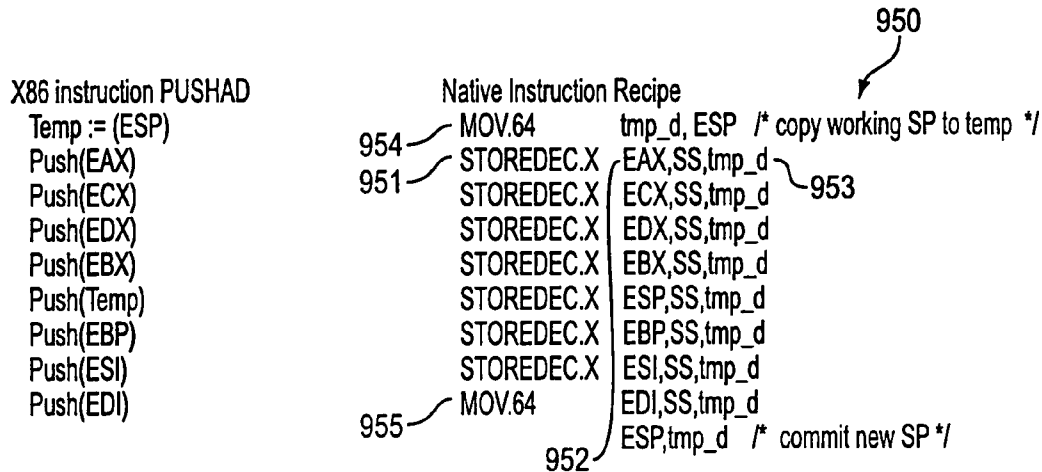 950
X86 instruction PUSHAD Native Instruction Recipe
Temp := (ESP) 954 MOV.64 tmp_d, ESP /* copy working SP to temp */
Push(EAX) 951 STOREDEC.X EAX,SS,tmp_d 953
Push(ECX) STOREDEC.X ECX,SS,tmp_d
Push(EDX) STOREDEC.X EDX,SS,tmp_d
Push(EBX) STOREDEC.X EBX,SS,tmp_d
Push(Temp) STOREDEC.X ESP,SS,tmp_d
Push(EBP) STOREDEC.X EBP,SS,tmp_d
Push(ESI) STOREDEC.X ESI,SS,tmp_d
Push(EDI) 955 MOV.64 EDI,SS,tmp_d
952 ESP,tmp_d /* commit new SP */